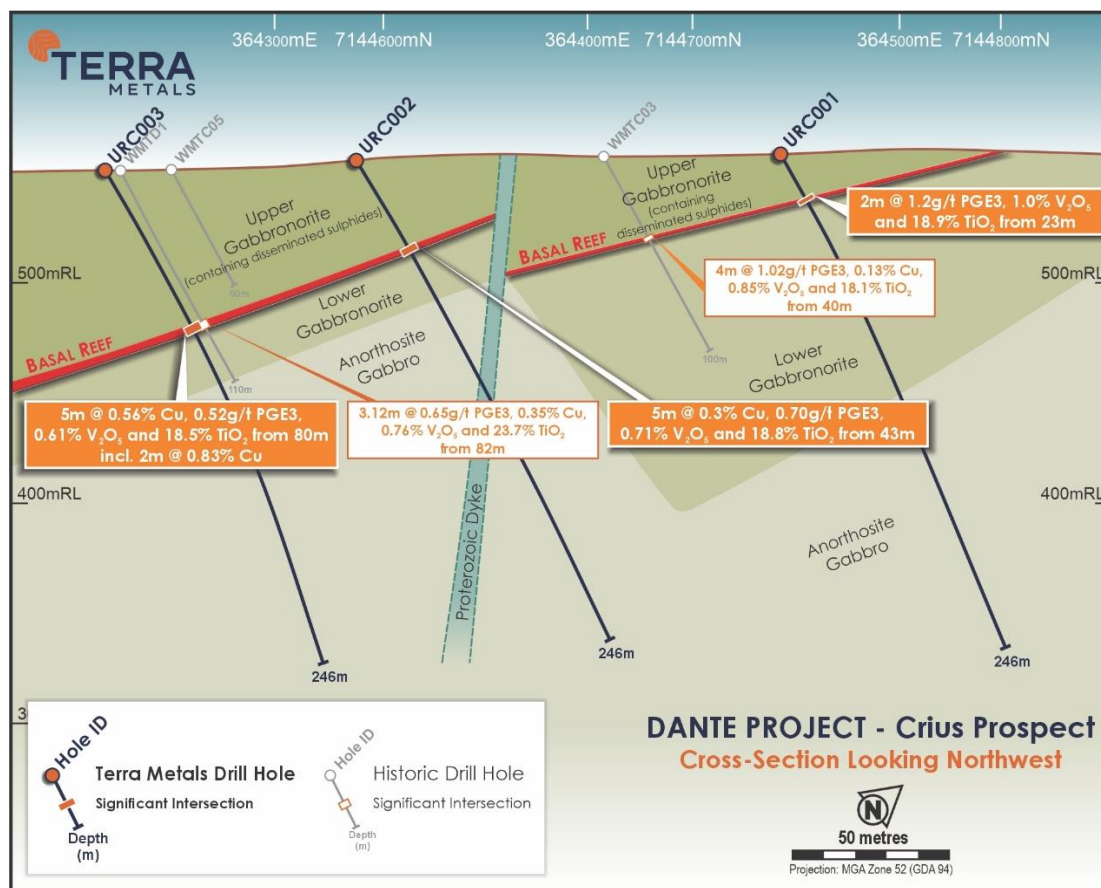 TERRA
METALS
364300mE
7144600mN
364400mE
7144700mN
364500mE
7144800mN
URC003
WMTD1
WMTC05
URC002
WMTC03
URC001
Upper
Gabbronorite
(containing disseminated sulphides)
Upper
Gabbronorite
(containing
disseminated sulphides)
2m @ 1.2g/t PGE3, 1.0% V₂O₅
and 18.9% TiO₂ from 23m
500mRL
500mRL
60m
BASAL REEF
4m @ 1.02g/t PGE3, 0.13% Cu,
0.85% V₂O₅ and 18.1% TiO₂
from 40m
Lower
Gabbronorite
BASAL REEF
110m
Anorthosite
Gabbro
100m
Lower
Gabbronorite
5m @ 0.56% Cu, 0.52g/t PGE3,
0.61% V₂O₅ and 18.5% TiO₂ from 80m
incl. 2m @ 0.83% Cu
3.12m @ 0.65g/t PGE3, 0.35% Cu,
0.76% V₂O₅ and 23.7% TiO₂
from 82m
5m @ 0.3% Cu, 0.70g/t PGE3,
0.71% V₂O₅ and 18.8% TiO₂ from 43m
400mRL
400mRL
Proterozoic Dyke
Anorthosite
Gabbro
246m
246m
246m
3
Hole ID
Terra Metals Drill Hole
Significant Intersection
Depth
(m)
Hole ID
Historic Drill Hole
Significant Intersection
Depth
(m)
DANTE PROJECT - Crius Prospect
Cross-Section Looking Northwest
N
50 metres
Projection: MGA Zone 52 (GDA 94)